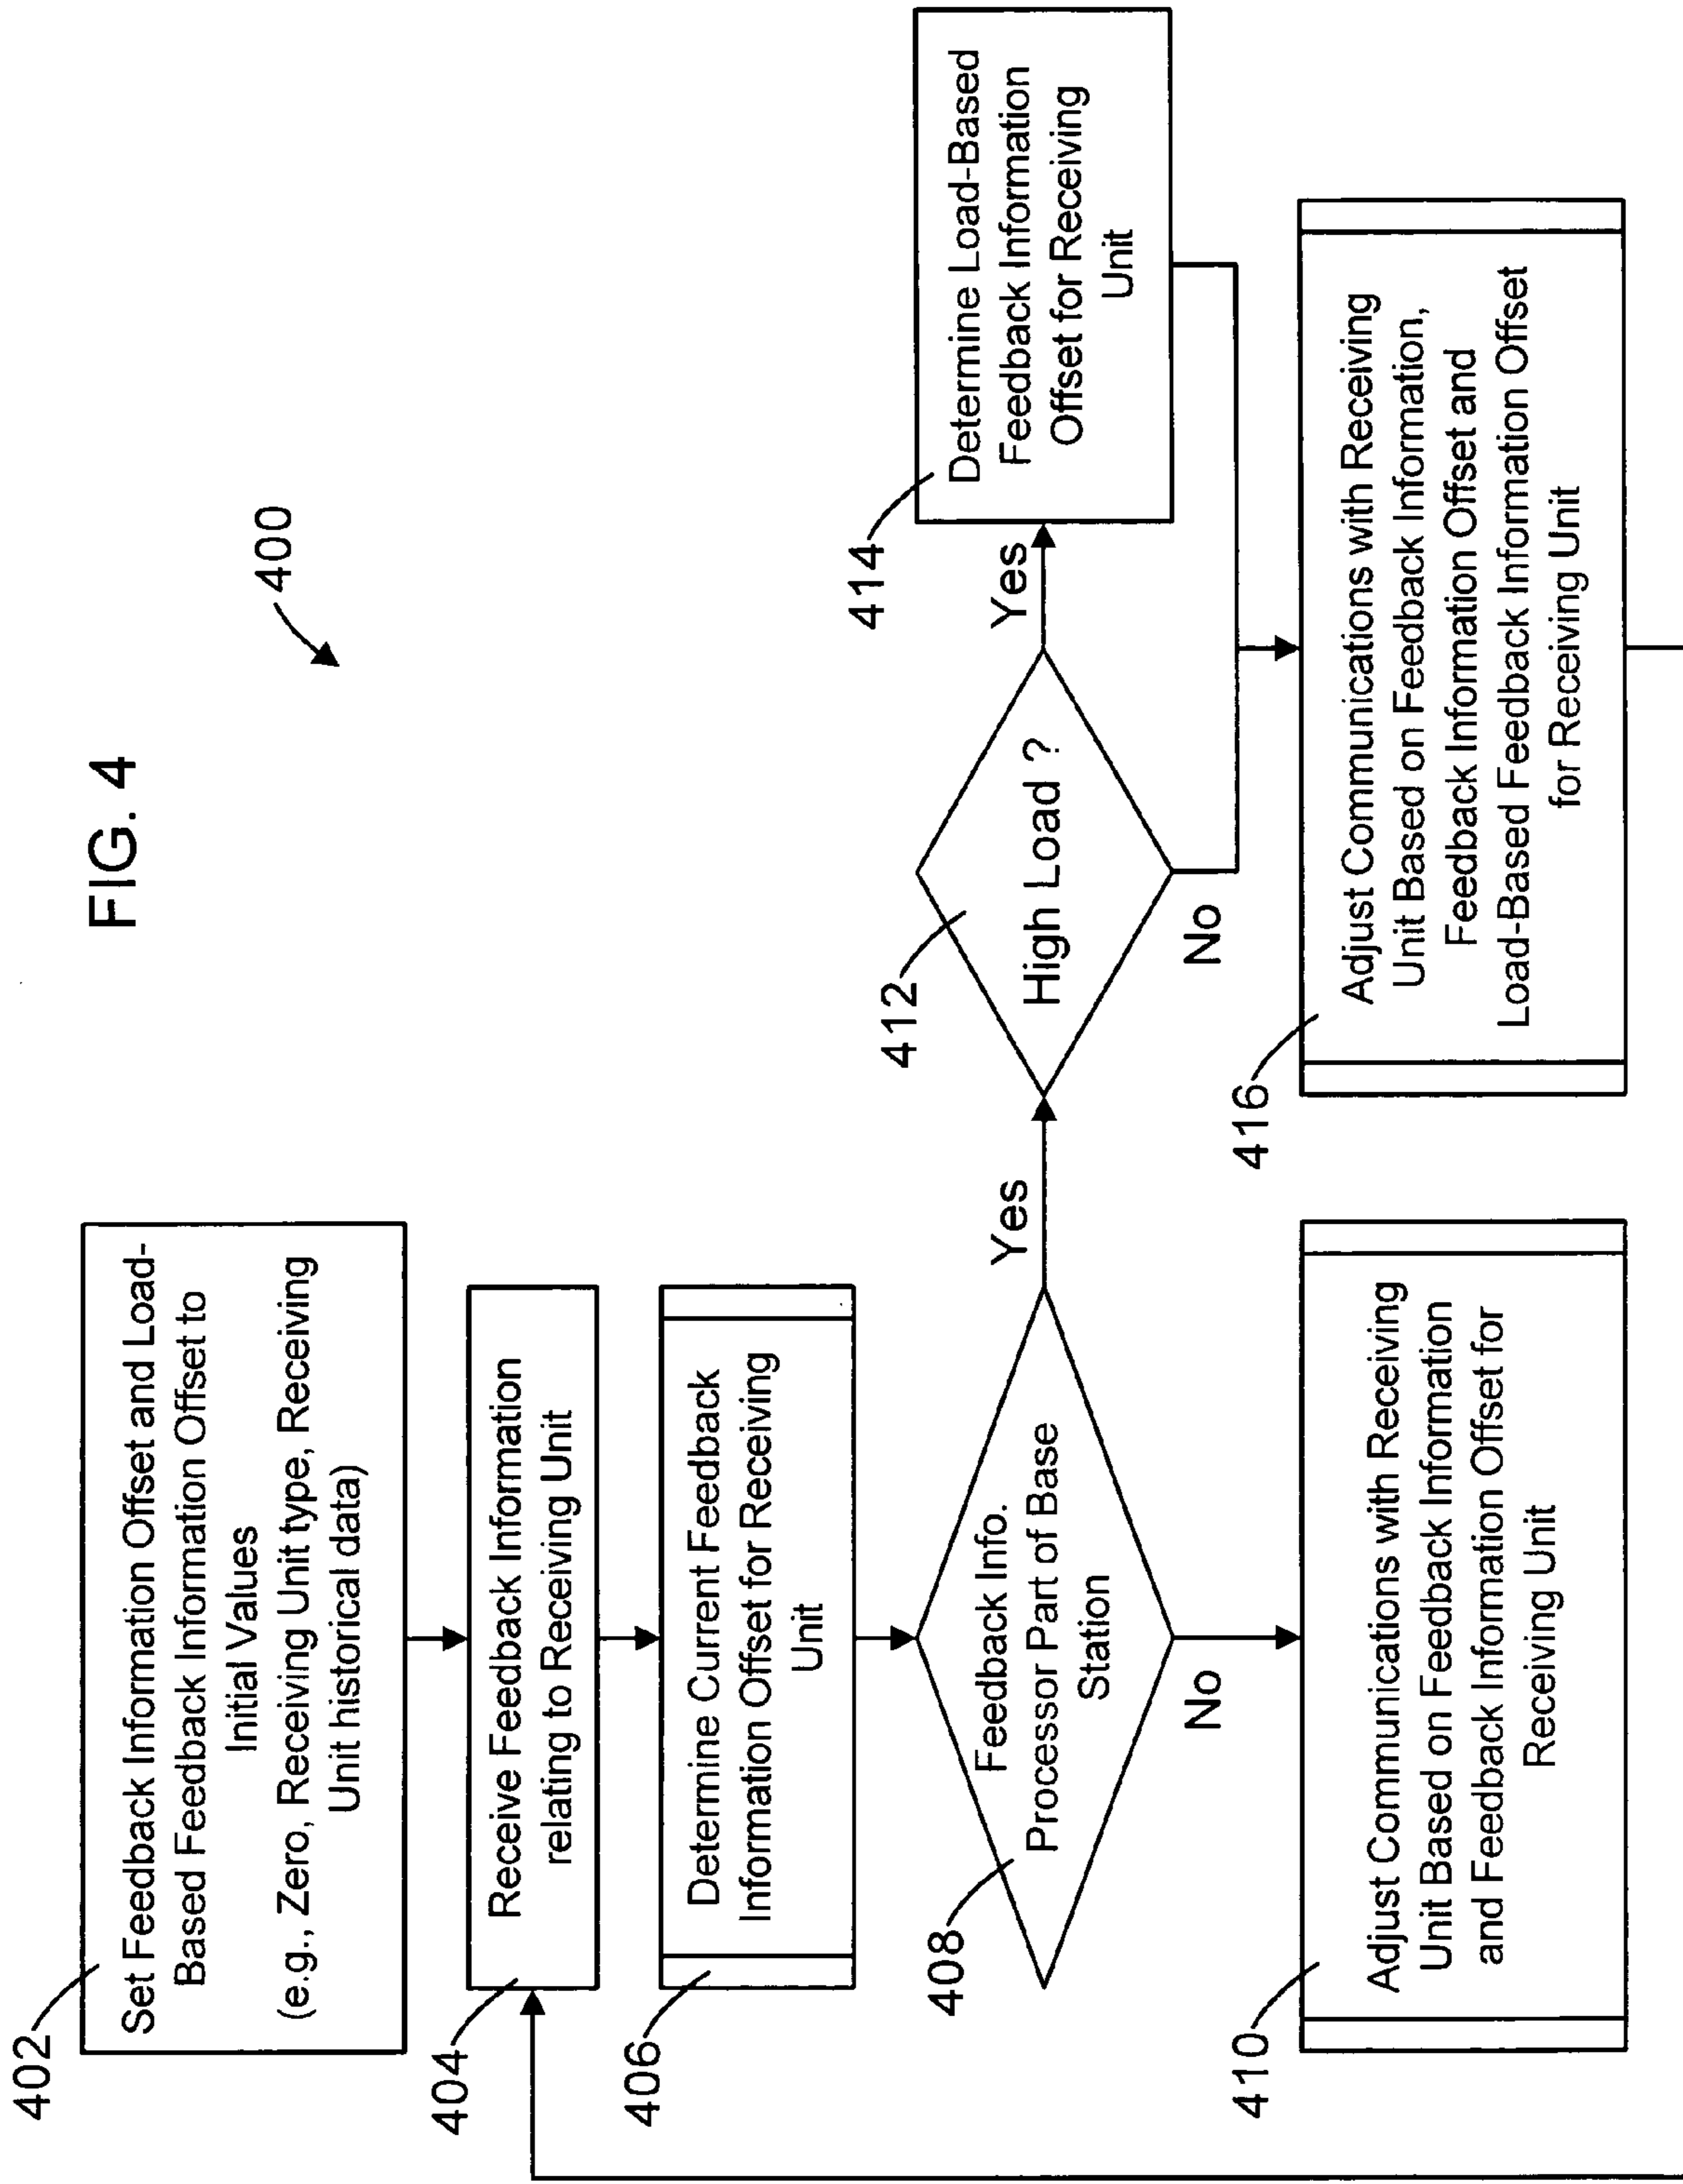 FIG. 4
400
402
Set Feedback Information Offset and Load-
Based Feedback Information Offset to
Initial Values
(e.g., Zero, Receiving Unit type, Receiving
Unit historical data)
404
Receive Feedback Information
relating to Receiving Unit
406
Determine Current Feedback
Information Offset for Receiving
Unit
408
Feedback Info.
Processor Part of Base
Station
Yes
No
412
High Load ?
Yes
No
414
Determine Load-Based
Feedback Information
Offset for Receiving
Unit
410
Adjust Communications with Receiving
Unit Based on Feedback Information
and Feedback Information Offset for
Receiving Unit
416
Adjust Communications with Receiving
Unit Based on Feedback Information,
Feedback Information Offset and
Load-Based Feedback Information Offset
for Receiving Unit